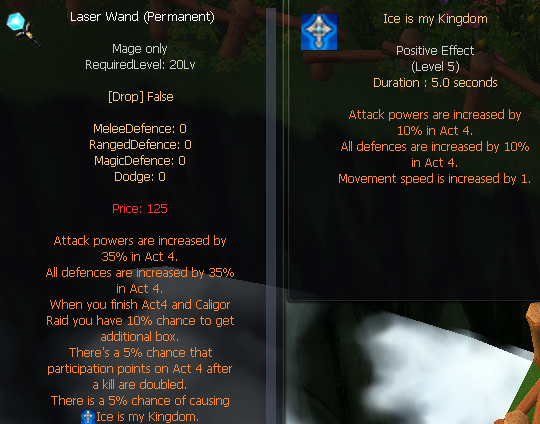 Laser Wand (Permanent)
Mage only
RequiredLevel: 20Lv
[Drop] False
MeleeDefence: 0
RangedDefence: 0
MagicDefence: 0
Dodge: 0
Price: 125
Attack powers are increased by
35% in Act 4.
All defences are increased by 35%
in Act 4.
When you finish Act4 and Caligor
Raid you have 10% chance to get
additional box.
There's a 5% chance that
participation points on Act 4 after
a kill are doubled.
There is a 5% chance of causing
Ice is my Kingdom.
Ice is my Kingdom
Positive Effect
(Level 5)
Duration : 5.0 seconds
Attack powers are increased by
10% in Act 4.
All defences are increased by 10%
in Act 4.
Movement speed is increased by 1.